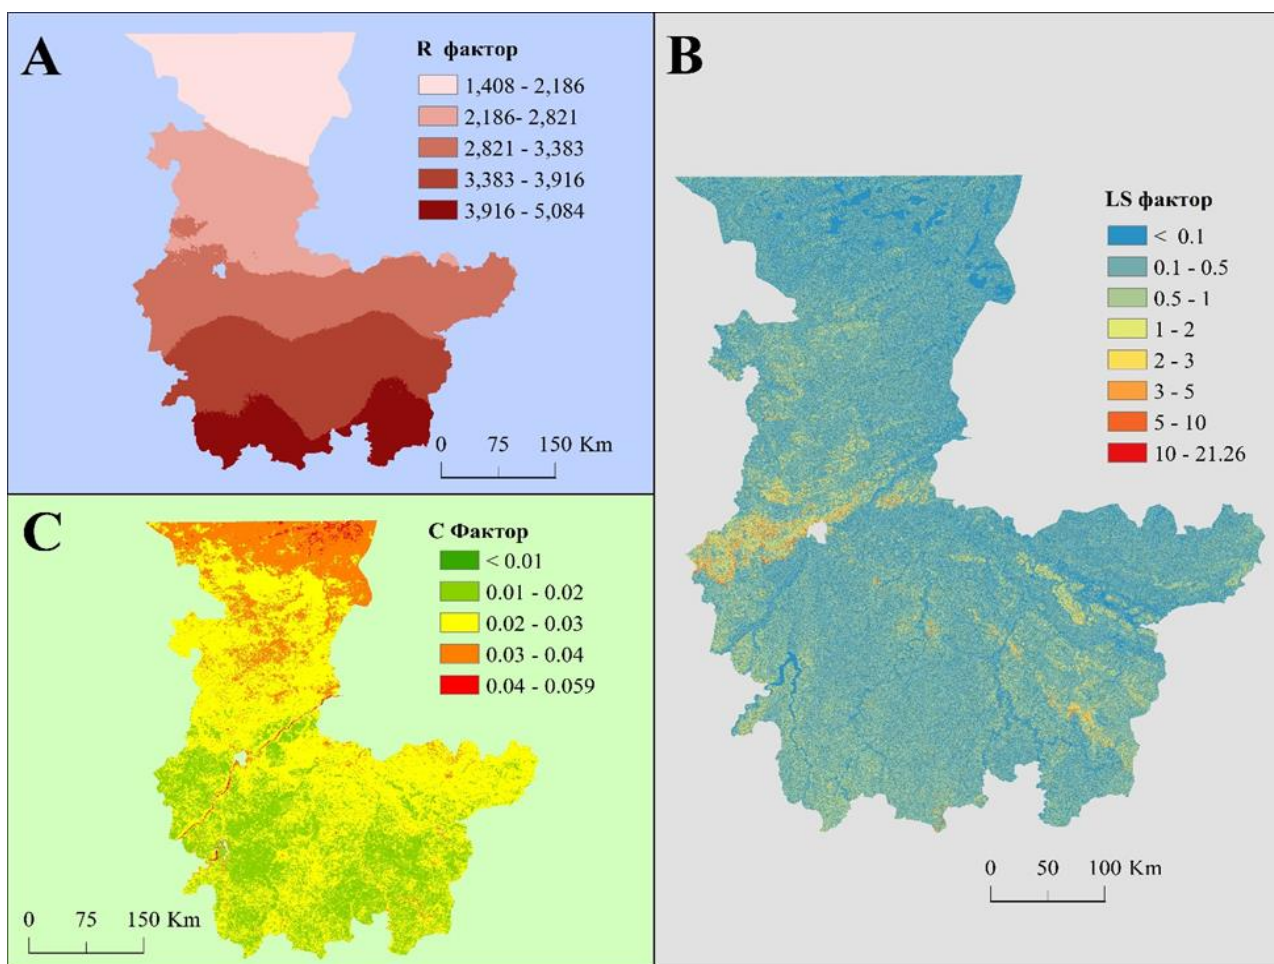 A
R фактор
1,408 - 2,186
2,186- 2,821
2,821 - 3,383
3,383 - 3,916
3,916 - 5,084
0 75 150 Km
B
LS фактор
< 0.1
0.1 - 0.5
0.5 - 1
1 - 2
2 - 3
3 - 5
5 - 10
10 - 21.26
0 50 100 Km
C
C Фактор
< 0.01
0.01 - 0.02
0.02 - 0.03
0.03 - 0.04
0.04 - 0.059
0 75 150 Km